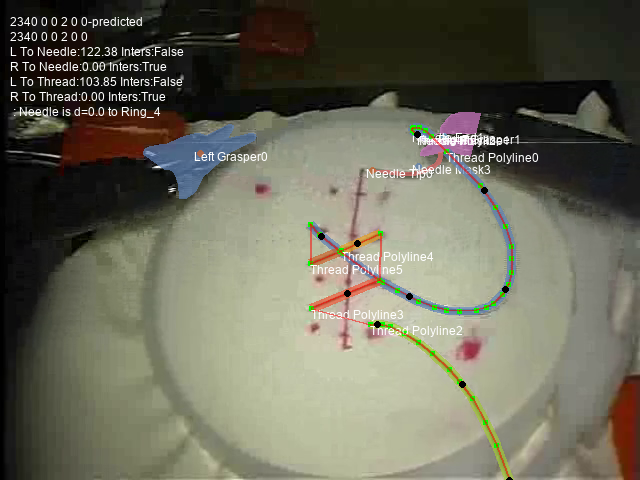 2340 0 0 2 0 0-predicted
2340 0 0 2 0 0
L To Needle:122.38 Inters:False
R To Needle:0.00 Inters:True
L To Thread:103.85 Inters:False
R To Thread:0.00 Inters:True
: Needle is d=0.0 to Ring_4
Left Grasper0
Thread Polyline0
Needle Mask3
Needle Tip0
Thread Polyline4
Thread Polyline5
Thread Polyline3
Thread Polyline2